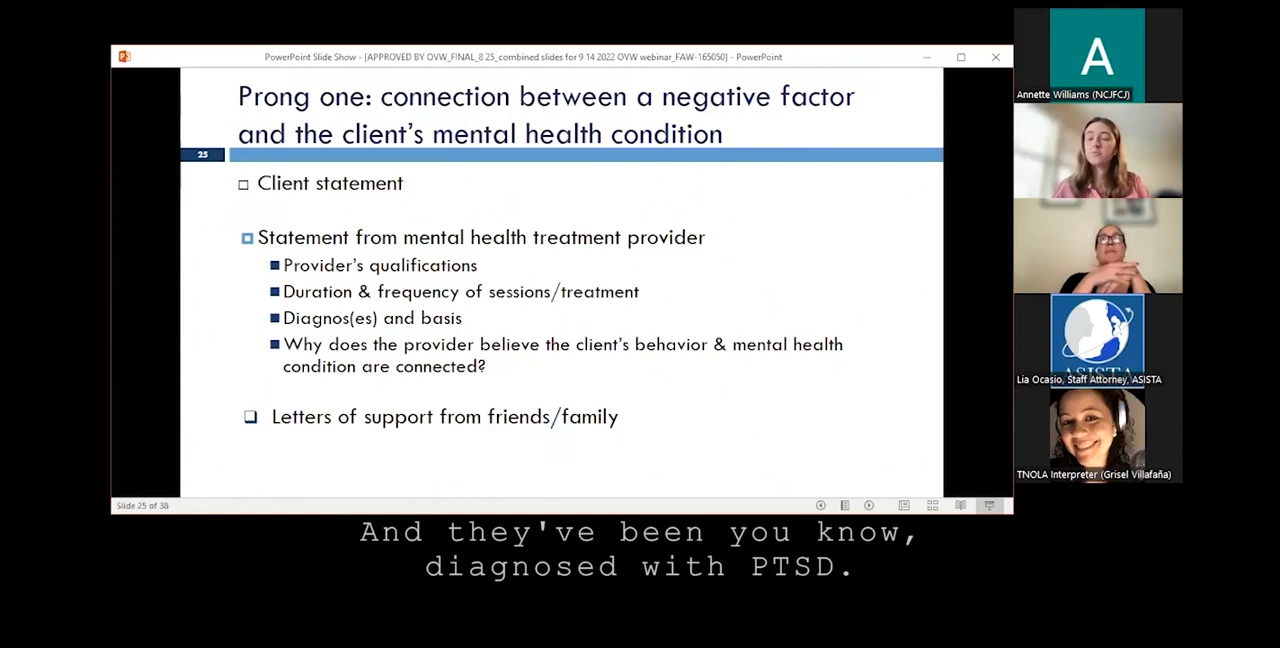 PowerPoint Slide Show - [APPROVED BY OVW_FINAL_8 25_combined slides for 9 14 2022 OVW webinar_FAW-165050] - PowerPoint
Prong one: connection between a negative factor
and the client's mental health condition
25
Client statement
Statement from mental health treatment provider
Provider's qualifications
Duration & frequency of sessions/treatment
Diagnos(es) and basis
Why does the provider believe the client's behavior & mental health
condition are connected?
Letters of support from friends/family
Slide 25 of 38
A
Annette Williams (NCJFCJ)
ASISTA
Lia Ocasio, Staff Attorney, ASISTA
TNOLA Interpreter (Grisel Villafaña)
And they've been you know,
diagnosed with PTSD.